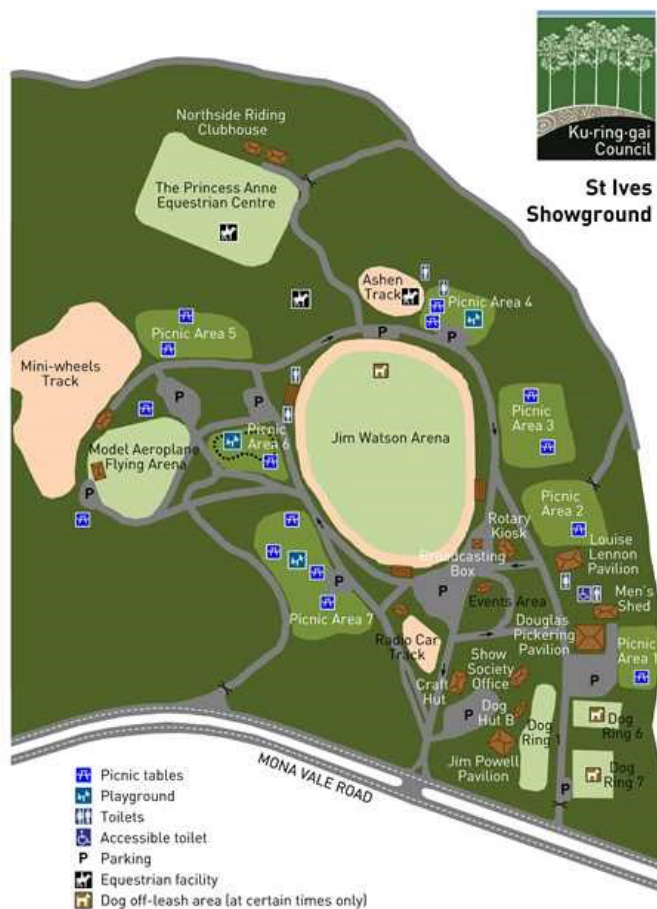 Ku-ring-gai
Council
St Ives
Showground
Northside Riding
Clubhouse
The Princess Anne
Equestrian Centre
Ashen
Track
Picnic Area 4
Picnic Area 5
Mini-wheels
Track
P
P
P
P
Picnic
Area 6
Jim Watson Arena
Picnic
Area 3
Model Aeroplane
Flying Arena
P
Picnic
Area 2
Rotary
Kiosk
Louise
Lennon
Pavilion
Broadcasting
Box
P
P
Men's
Shed
Events Area
Picnic Area 7
Douglas
Pickering
Pavilion
Radio Car
Track
Picnic
Area 1
Show
Society
Office
Craft
Hut
P
Dog
Hut B
P
Dog
Ring 6
Dog
Ring 1
Jim Powell
Pavilion
Dog
Ring 7
P
MONA VALE ROAD
Picnic tables
Playground
Toilets
Accessible toilet
P Parking
Equestrian facility
Dog off-leash area (at certain times only)